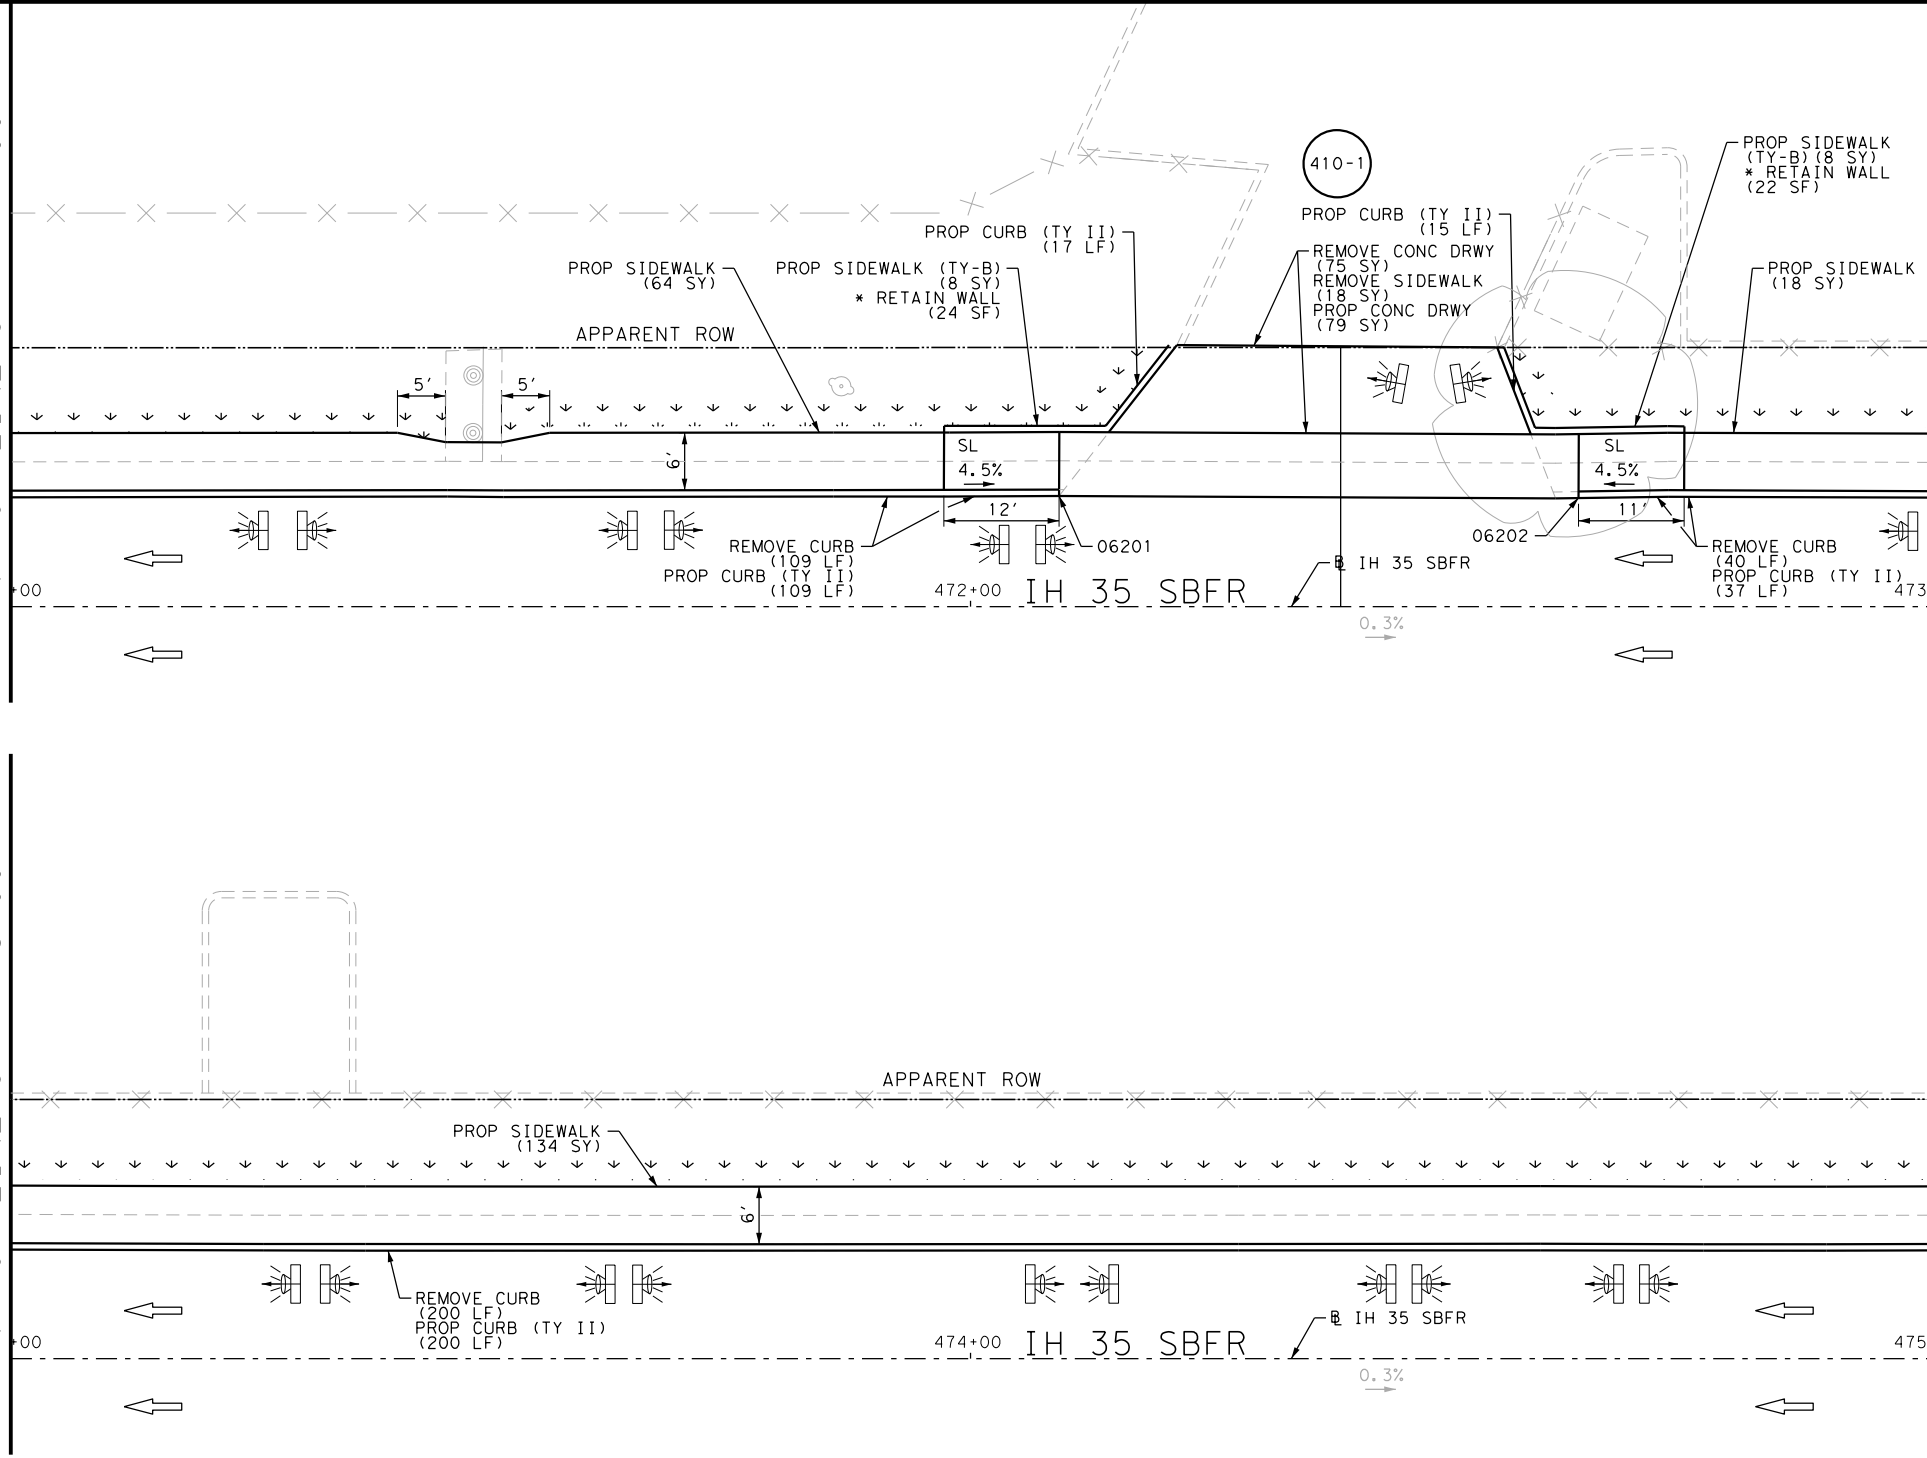 410-1
PROP SIDEWALK
(TY-B)(8 SY)
* RETAIN WALL
(22 SF)
PROP CURB (TY II)
(17 LF)
PROP CURB (TY II)
(15 LF)
PROP SIDEWALK
(64 SY)
PROP SIDEWALK (TY-B)
(8 SY)
* RETAIN WALL
(24 SF)
REMOVE CONC DRWY
(75 SY)
REMOVE SIDEWALK
(18 SY)
PROP CONC DRWY
(79 SY)
PROP SIDEWALK
(18 SY)
APPARENT ROW
5'
5'
6'
SL
4.5%
SL
4.5%
12'
11'
REMOVE CURB
(109 LF)
PROP CURB (TY II)
(109 LF)
06201
06202
REMOVE CURB
(40 LF)
PROP CURB (TY II)
(37 LF)
℄ IH 35 SBFR
+00
472+00
IH 35 SBFR
473
0.3%
APPARENT ROW
PROP SIDEWALK
(134 SY)
6'
REMOVE CURB
(200 LF)
PROP CURB (TY II)
(200 LF)
℄ IH 35 SBFR
+00
474+00
IH 35 SBFR
475
0.3%